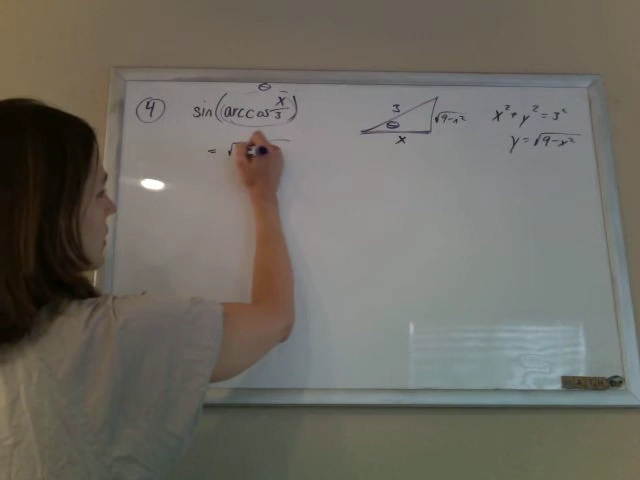 ④ sin(arccos x/3)
θ
= √
3
θ
x
√9-x²
x² + y² = 3²
y = √9-x²